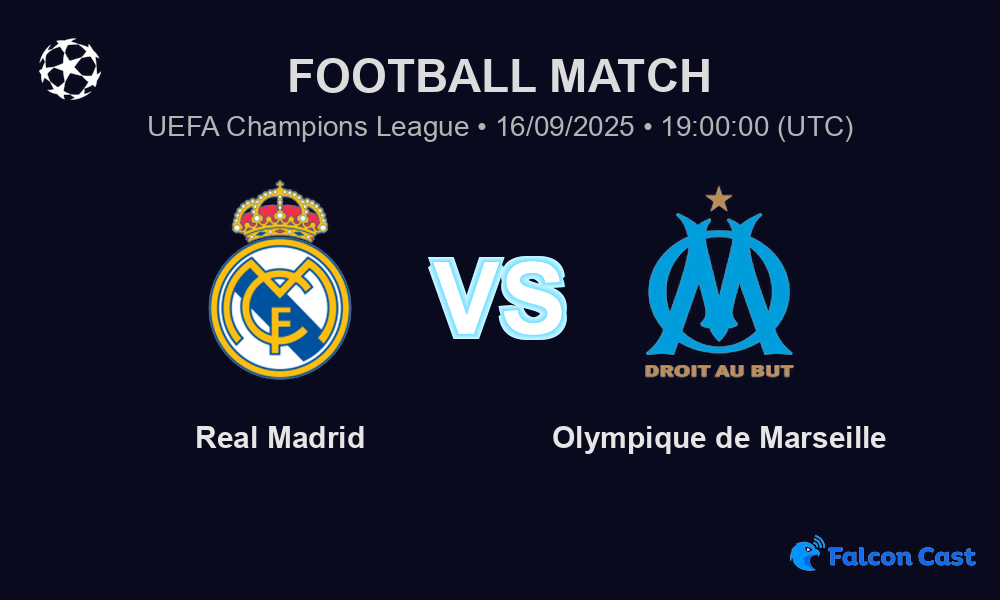 FOOTBALL MATCH
UEFA Champions League • 16/09/2025 • 19:00:00 (UTC)
VS
DROIT AU BUT
Real Madrid
Olympique de Marseille
Falcon Cast